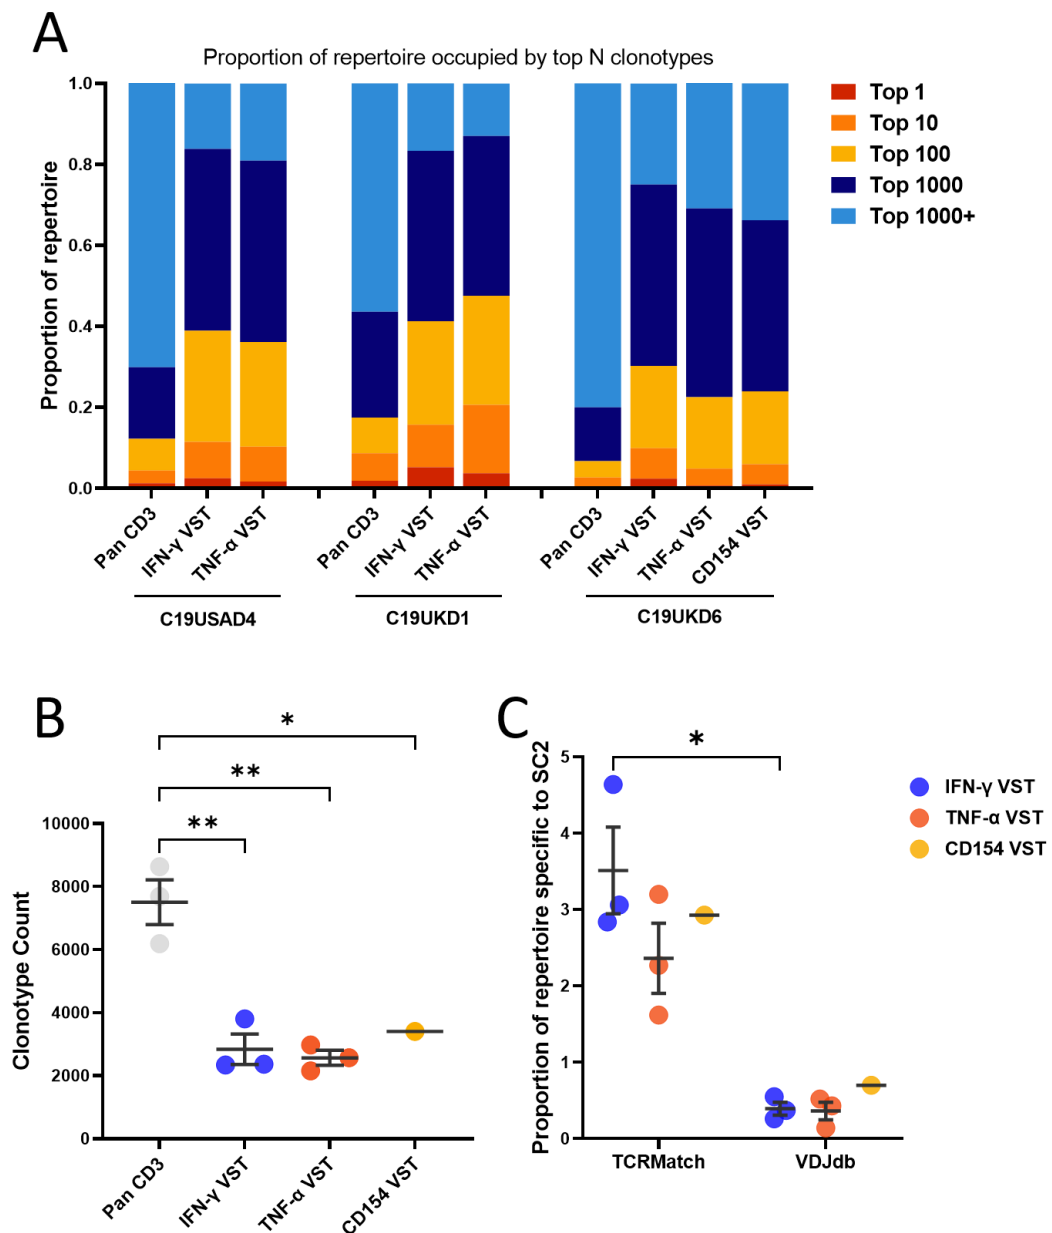 A
Proportion of repertoire occupied by top N clonotypes
Proportion of repertoire
1.0
0.8
0.6
0.4
0.2
0.0
Top 1
Top 10
Top 100
Top 1000
Top 1000+
Pan CD3
IFN-γ VST
TNF-α VST
Pan CD3
IFN-γ VST
TNF-α VST
Pan CD3
IFN-γ VST
TNF-α VST
CD154 VST
C19USAD4
C19UKD1
C19UKD6
B
*
**
**
Clonotype Count
10000
8000
6000
4000
2000
0
Pan CD3
IFN-γ VST
TNF-α VST
CD154 VST
C
*
Proportion of repertoire specific to SC2
5
4
3
2
1
0
TCRMatch
VDJdb
IFN-γ VST
TNF-α VST
CD154 VST